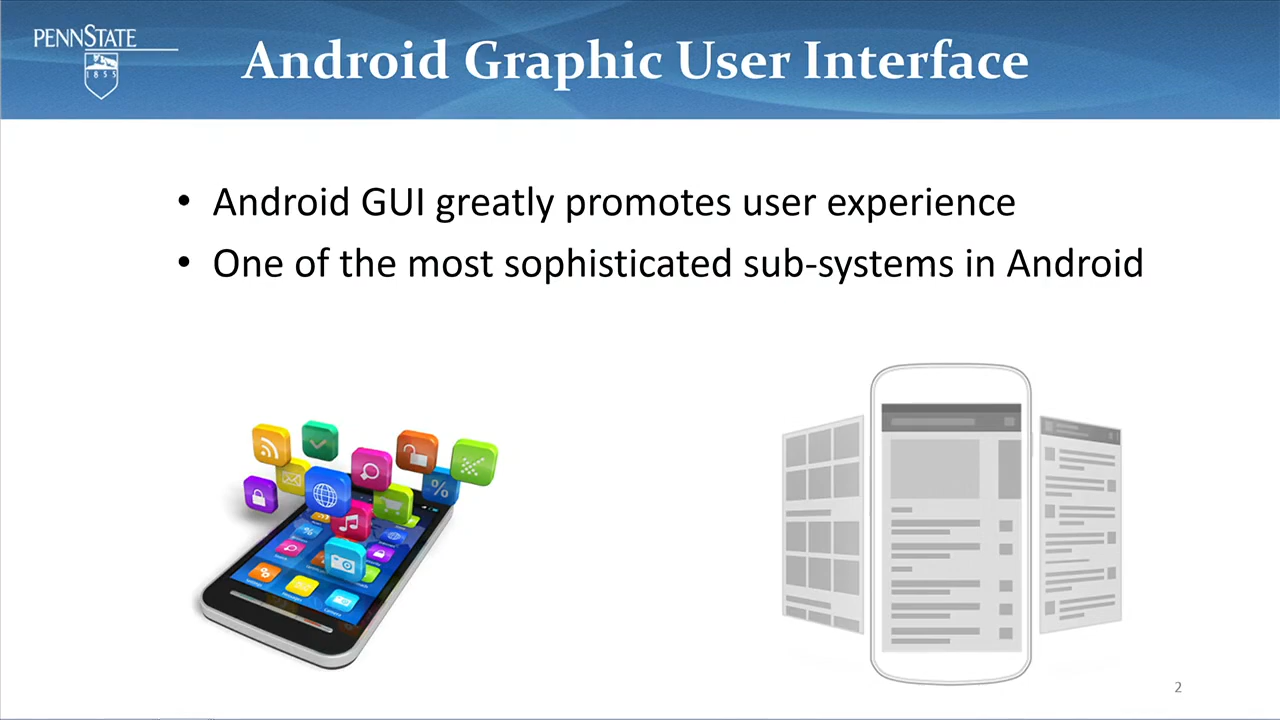 PENNSTATE
1855
Android Graphic User Interface
• Android GUI greatly promotes user experience
• One of the most sophisticated sub-systems in Android
%
2